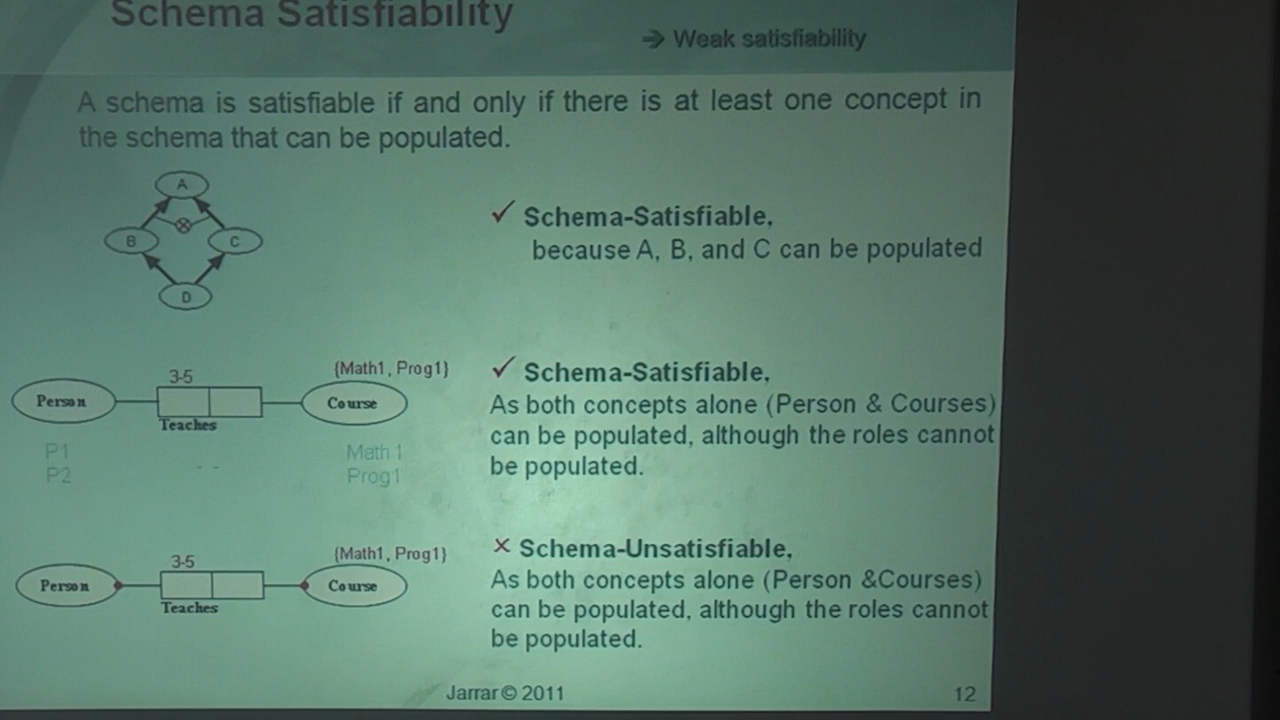 Schema Satisfiability
→ Weak satisfiability
A schema is satisfiable if and only if there is at least one concept in
the schema that can be populated.
A
B
C
D
✓ Schema-Satisfiable,
because A, B, and C can be populated
3-5
{Math1, Prog1}
Person
Course
Teaches
P1
Math 1
P2
- -
Prog1
✓ Schema-Satisfiable,
As both concepts alone (Person & Courses)
can be populated, although the roles cannot
be populated.
3-5
{Math1, Prog1}
Person
Course
Teaches
× Schema-Unsatisfiable,
As both concepts alone (Person &Courses)
can be populated, although the roles cannot
be populated.
Jarrar © 2011
12